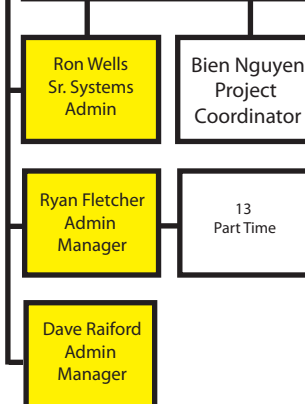 Ron Wells
Sr. Systems
Admin
Bien Nguyen
Project
Coordinator
Ryan Fletcher
Admin
Manager
13
Part Time
Dave Raiford
Admin
Manager